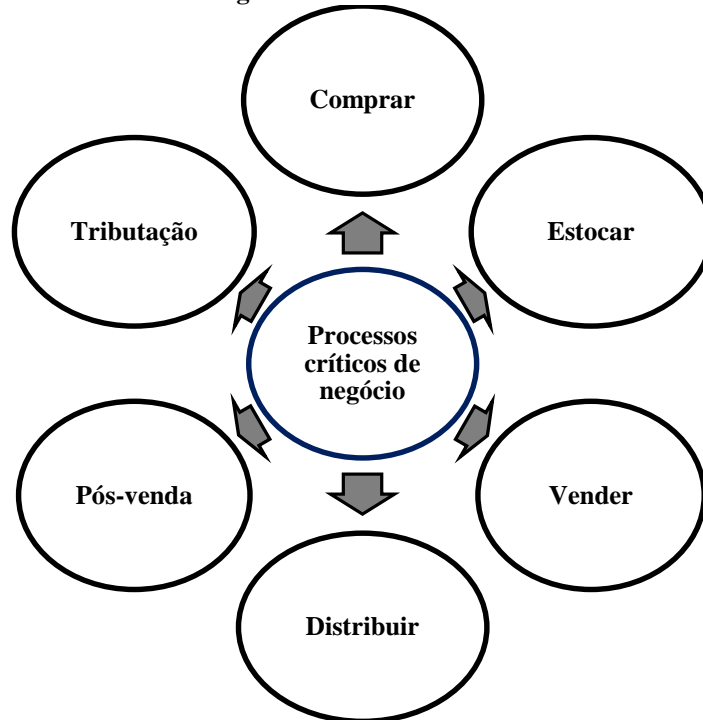 Comprar
Tributação
Estocar
Processos
críticos de
negócio
Pós-venda
Vender
Distribuir